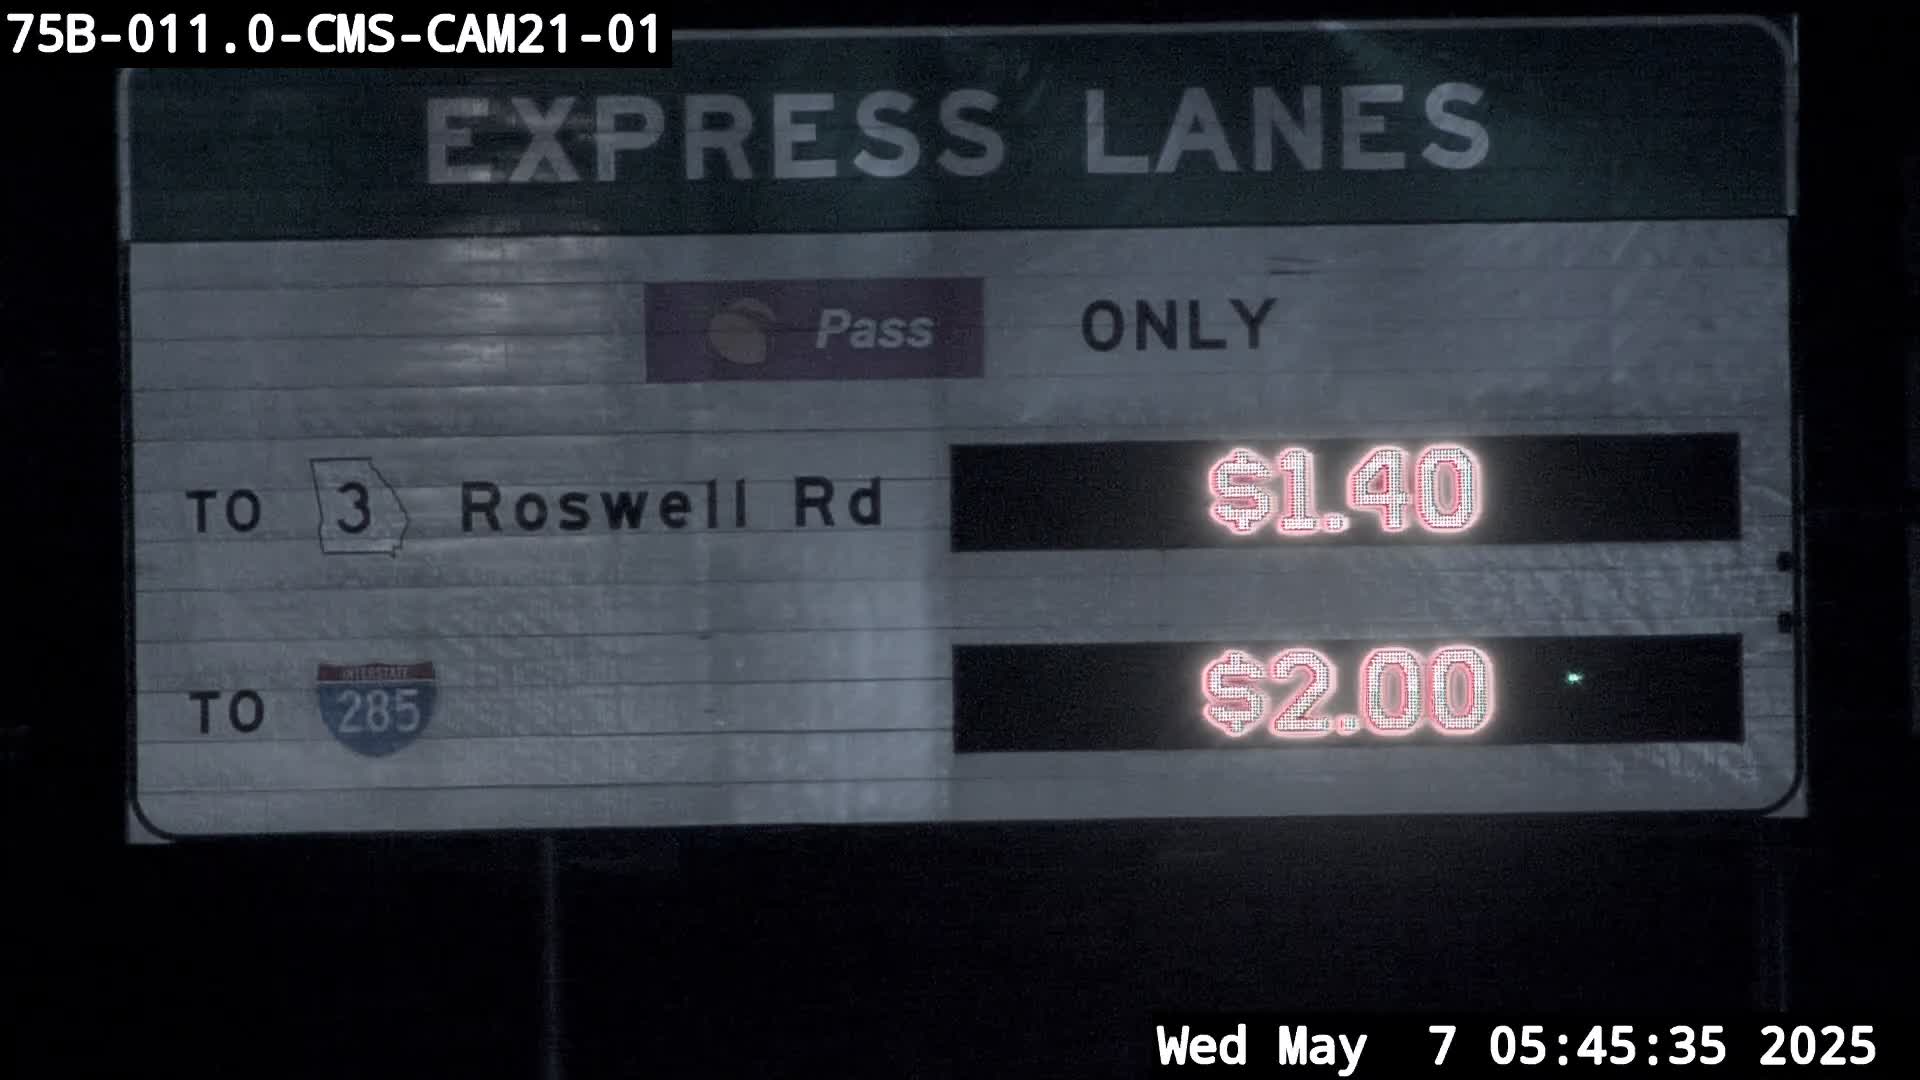 75B-011.0-CMS-CAM21-01
EXPRESS LANES
Pass ONLY
TO 3 Roswell Rd $1.40
TO INTERSTATE 285 $2.00
Wed May 7 05:45:35 2025